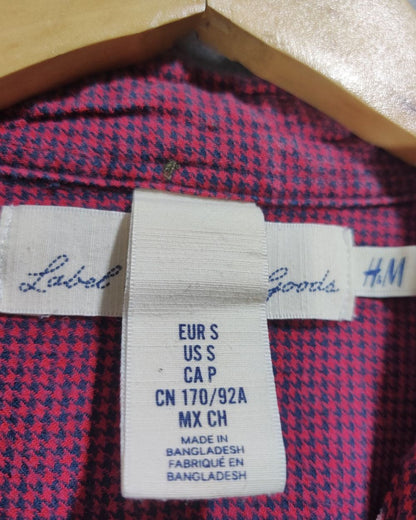 Label Goods
H&M
EUR S
US S
CA P
CN 170/92A
MX CH
MADE IN
BANGLADESH
FABRIQUÉ EN
BANGLADESH